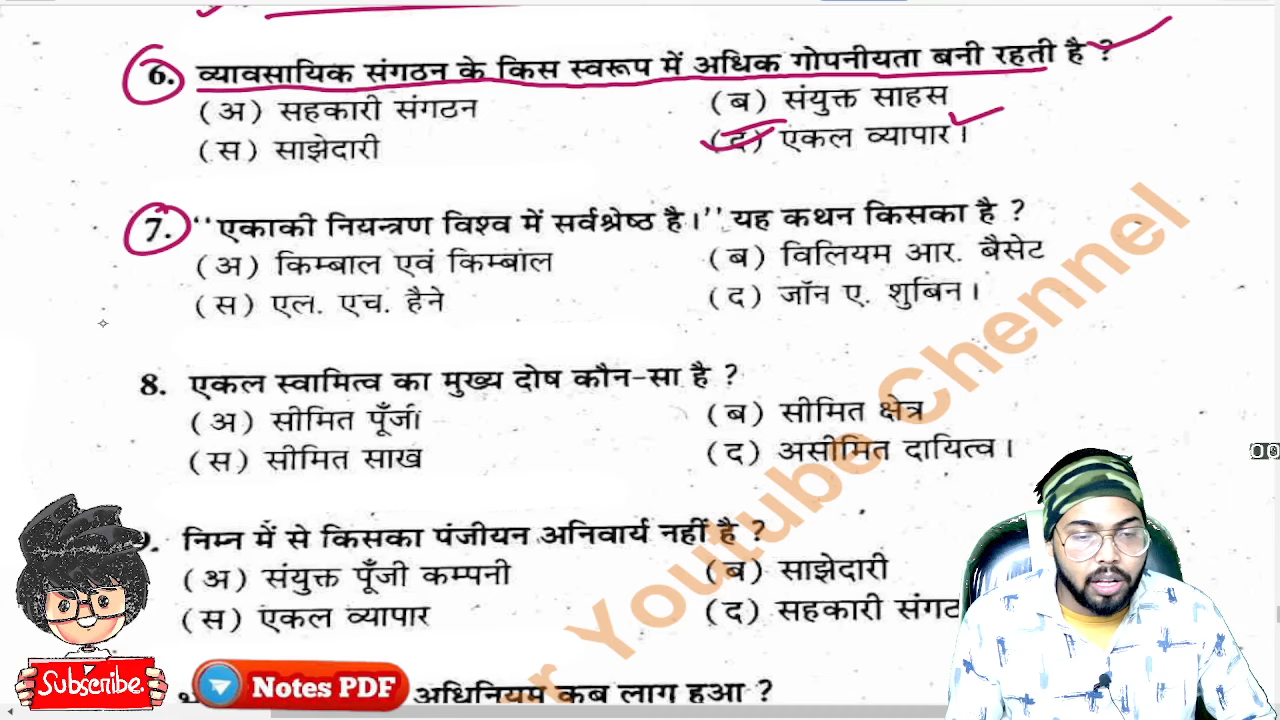 6. व्यावसायिक संगठन के किस स्वरूप में अधिक गोपनीयता बनी रहती है ?
(अ) सहकारी संगठन (ब) संयुक्त साहस
(स) साझेदारी (द) एकल व्यापार।
7. ''एकाकी नियन्त्रण विश्व में सर्वश्रेष्ठ है।'' यह कथन किसका है ?
(अ) किम्बाल एवं किम्बॉल (ब) विलियम आर. बैसेट
(स) एल. एच. हैने (द) जॉन ए. शुबिन।
8. एकल स्वामित्व का मुख्य दोष कौन-सा है ?
(अ) सीमित पूँजी (ब) सीमित क्षेत्र
(स) सीमित साख (द) असीमित दायित्व।
9. निम्न में से किसका पंजीयन अनिवार्य नहीं है ?
(अ) संयुक्त पूँजी कम्पनी (ब) साझेदारी
(स) एकल व्यापार (द) सहकारी
अधिनियम कब लागू हुआ ?
Youtube Chennel
Subscribe
Notes PDF